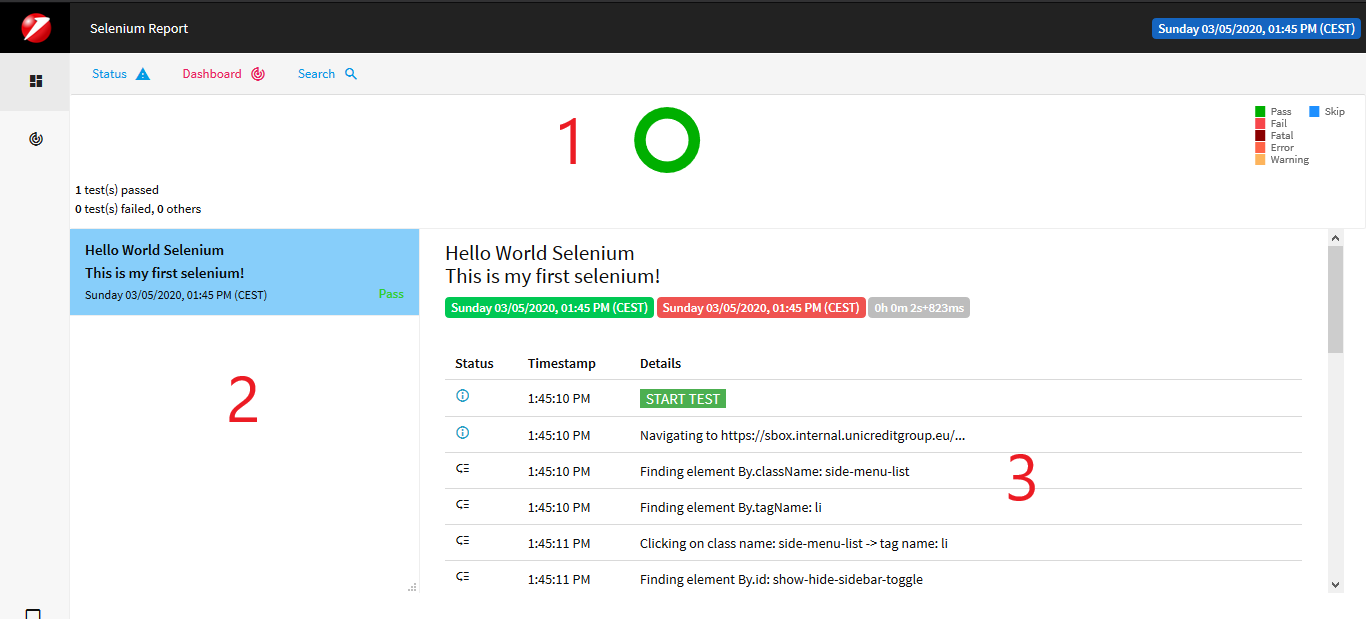 Selenium Report
Sunday 03/05/2020, 01:45 PM (CEST)
Status
Dashboard
Search
1
Pass
Skip
Fail
Fatal
Error
Warning
1 test(s) passed
0 test(s) failed, 0 others
Hello World Selenium
This is my first selenium!
Sunday 03/05/2020, 01:45 PM (CEST)
Pass
2
Hello World Selenium
This is my first selenium!
Sunday 03/05/2020, 01:45 PM (CEST) Sunday 03/05/2020, 01:45 PM (CEST) 0h 0m 2s+823ms
Status Timestamp Details
1:45:10 PM START TEST
1:45:10 PM Navigating to https://sbox.internal.unicreditgroup.eu/...
1:45:10 PM Finding element By.className: side-menu-list
3
1:45:10 PM Finding element By.tagName: li
1:45:11 PM Clicking on class name: side-menu-list -> tag name: li
1:45:11 PM Finding element By.id: show-hide-sidebar-toggle